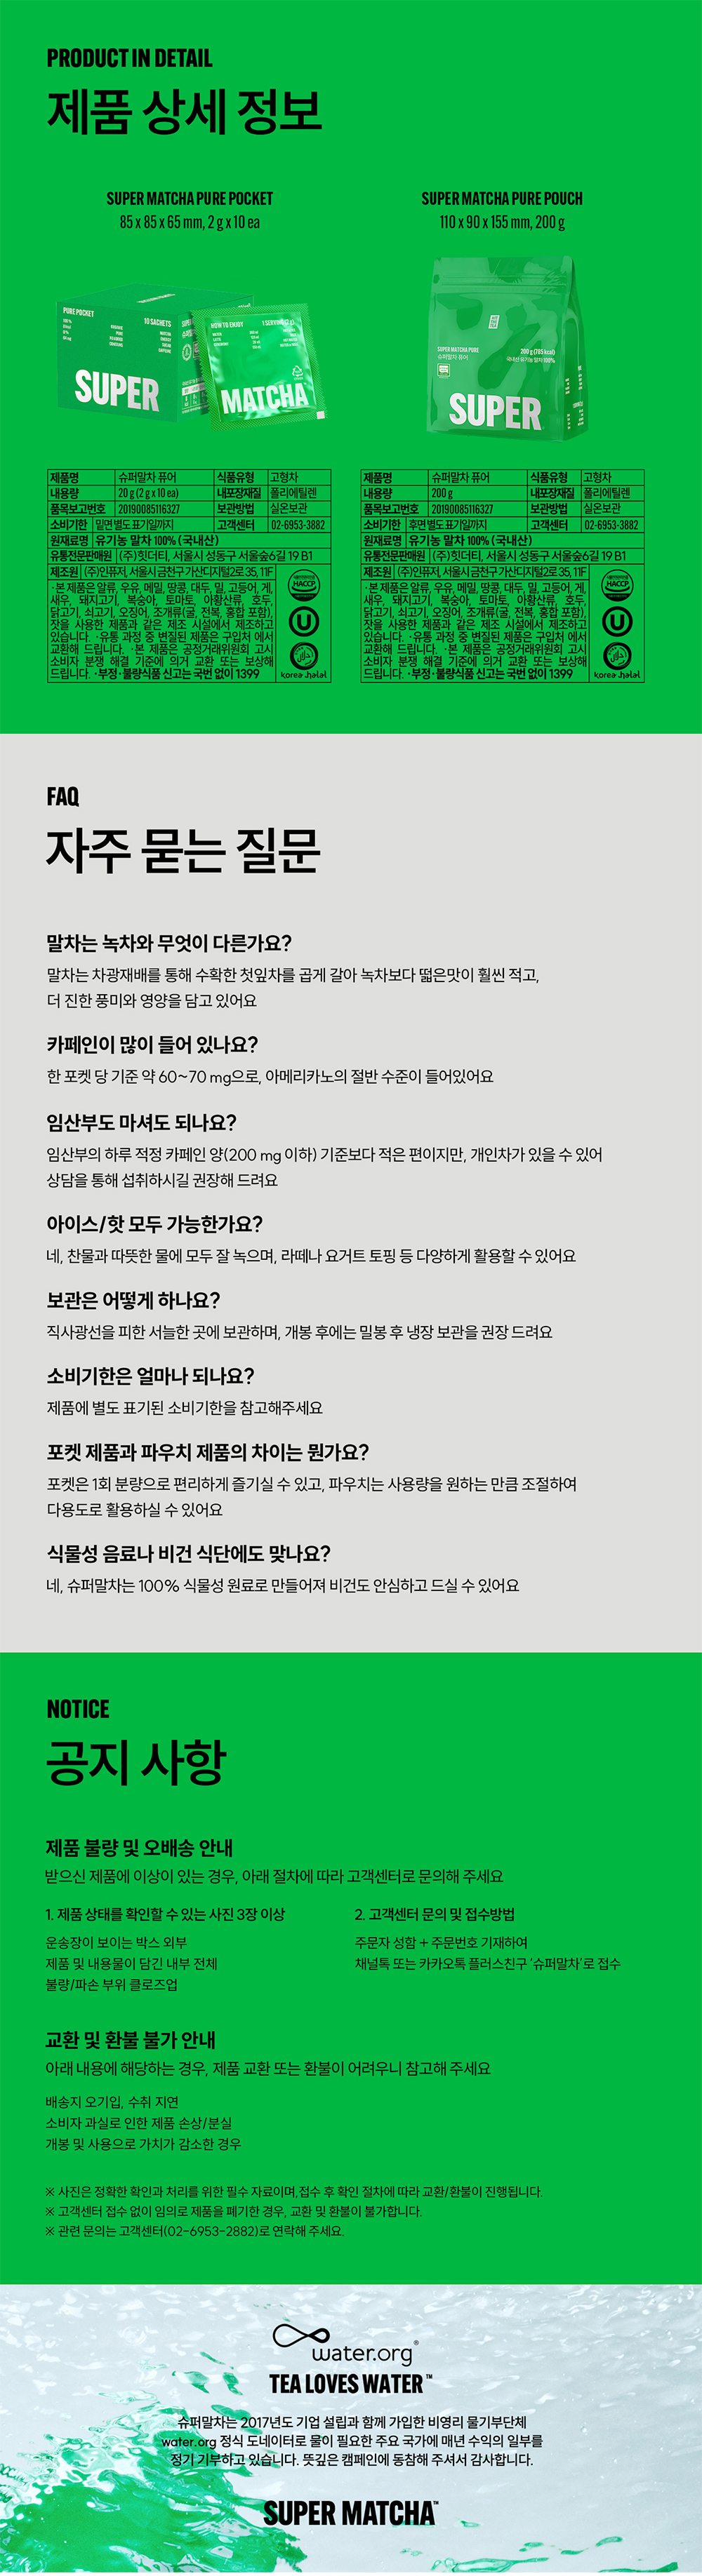 PRODUCT IN DETAIL
제품 상세 정보
SUPER MATCHA PURE POCKET
85 x 85 x 65 mm, 2 g x 10 ea
SUPER MATCHA PURE POUCH
110 x 90 x 155 mm, 200 g
PURE POCKET
10 SACHETS
SUPER
HOW TO ENJOY
1 SERVING (2 g)
MATCHA
SUPER MATCHA PURE
슈퍼말차 퓨어
200 g (785 kcal)
국내산 유기농 말차 100%
SUPER
제품명 슈퍼말차 퓨어 식품유형 고형차
내용량 20 g (2 g x 10 ea) 내포장재질 폴리에틸렌
품목보고번호 20190085116327 보관방법 실온보관
소비기한 밑면 별도 표기일까지 고객센터 02-6953-3882
원재료명 유기농 말차 100% (국내산)
유통전문판매원 (주)힛더티, 서울시 성동구 서울숲6길 19 B1
제조원 (주)인퓨저, 서울시 금천구 가산디지털2로 35, 11F
·본 제품은 알류, 우유, 메밀, 땅콩, 대두, 밀, 고등어, 게,
새우, 돼지고기, 복숭아, 토마토, 아황산류, 호두,
닭고기, 쇠고기, 오징어, 조개류(굴, 전복, 홍합 포함),
잣을 사용한 제품과 같은 제조 시설에서 제조하고
있습니다. ·유통 과정 중 변질된 제품은 구입처 에서
교환해 드립니다. ·본 제품은 공정거래위원회 고시
소비자 분쟁 해결 기준에 의거 교환 또는 보상해
드립니다. ·부정·불량식품 신고는 국번 없이 1399
HACCP
U
Korea Halal
제품명 슈퍼말차 퓨어 식품유형 고형차
내용량 200 g 내포장재질 폴리에틸렌
품목보고번호 20190085116327 보관방법 실온보관
소비기한 후면 별도 표기일까지 고객센터 02-6953-3882
원재료명 유기농 말차 100% (국내산)
유통전문판매원 (주)힛더티, 서울시 성동구 서울숲6길 19 B1
제조원 (주)인퓨저, 서울시 금천구 가산디지털2로 35, 11F
·본 제품은 알류, 우유, 메밀, 땅콩, 대두, 밀, 고등어, 게,
새우, 돼지고기, 복숭아, 토마토, 아황산류, 호두,
닭고기, 쇠고기, 오징어, 조개류(굴, 전복, 홍합 포함),
잣을 사용한 제품과 같은 제조 시설에서 제조하고
있습니다. ·유통 과정 중 변질된 제품은 구입처 에서
교환해 드립니다. ·본 제품은 공정거래위원회 고시
소비자 분쟁 해결 기준에 의거 교환 또는 보상해
드립니다. ·부정·불량식품 신고는 국번 없이 1399
HACCP
U
Korea Halal
FAQ
자주 묻는 질문
말차는 녹차와 무엇이 다른가요?
말차는 차광재배를 통해 수확한 첫잎차를 곱게 갈아 녹차보다 떫은맛이 훨씬 적고,
더 진한 풍미와 영양을 담고 있어요
카페인이 많이 들어 있나요?
한 포켓 당 기준 약 60~70 mg으로, 아메리카노의 절반 수준이 들어있어요
임산부도 마셔도 되나요?
임산부의 하루 적정 카페인 양(200 mg 이하) 기준보다 적은 편이지만, 개인차가 있을 수 있어
상담을 통해 섭취하시길 권장해 드려요
아이스/핫 모두 가능한가요?
네, 찬물과 따뜻한 물에 모두 잘 녹으며, 라떼나 요거트 토핑 등 다양하게 활용할 수 있어요
보관은 어떻게 하나요?
직사광선을 피한 서늘한 곳에 보관하며, 개봉 후에는 밀봉 후 냉장 보관을 권장 드려요
소비기한은 얼마나 되나요?
제품에 별도 표기된 소비기한을 참고해주세요
포켓 제품과 파우치 제품의 차이는 뭔가요?
포켓은 1회 분량으로 편리하게 즐기실 수 있고, 파우치는 사용량을 원하는 만큼 조절하여
다용도로 활용하실 수 있어요
식물성 음료나 비건 식단에도 맞나요?
네, 슈퍼말차는 100% 식물성 원료로 만들어져 비건도 안심하고 드실 수 있어요
NOTICE
공지 사항
제품 불량 및 오배송 안내
받으신 제품에 이상이 있는 경우, 아래 절차에 따라 고객센터로 문의해 주세요
1. 제품 상태를 확인할 수 있는 사진 3장 이상
운송장이 보이는 박스 외부
제품 및 내용물이 담긴 내부 전체
불량/파손 부위 클로즈업
2. 고객센터 문의 및 접수방법
주문자 성함 + 주문번호 기재하여
채널톡 또는 카카오톡 플러스친구 ‘슈퍼말차’로 접수
교환 및 환불 불가 안내
아래 내용에 해당하는 경우, 제품 교환 또는 환불이 어려우니 참고해 주세요
배송지 오기입, 수취 지연
소비자 과실로 인한 제품 손상/분실
개봉 및 사용으로 가치가 감소한 경우
※ 사진은 정확한 확인과 처리를 위한 필수 자료이며,접수 후 확인 절차에 따라 교환/환불이 진행됩니다.
※ 고객센터 접수 없이 임의로 제품을 폐기한 경우, 교환 및 환불이 불가합니다.
※ 관련 문의는 고객센터(02-6953-2882)로 연락해 주세요.
water.org®
TEA LOVES WATER™
슈퍼말차는 2017년도 기업 설립과 함께 가입한 비영리 물기부단체
water.org 정식 도네이터로 물이 필요한 주요 국가에 매년 수익의 일부를
정기 기부하고 있습니다. 뜻깊은 캠페인에 동참해 주셔서 감사합니다.
SUPER MATCHA™